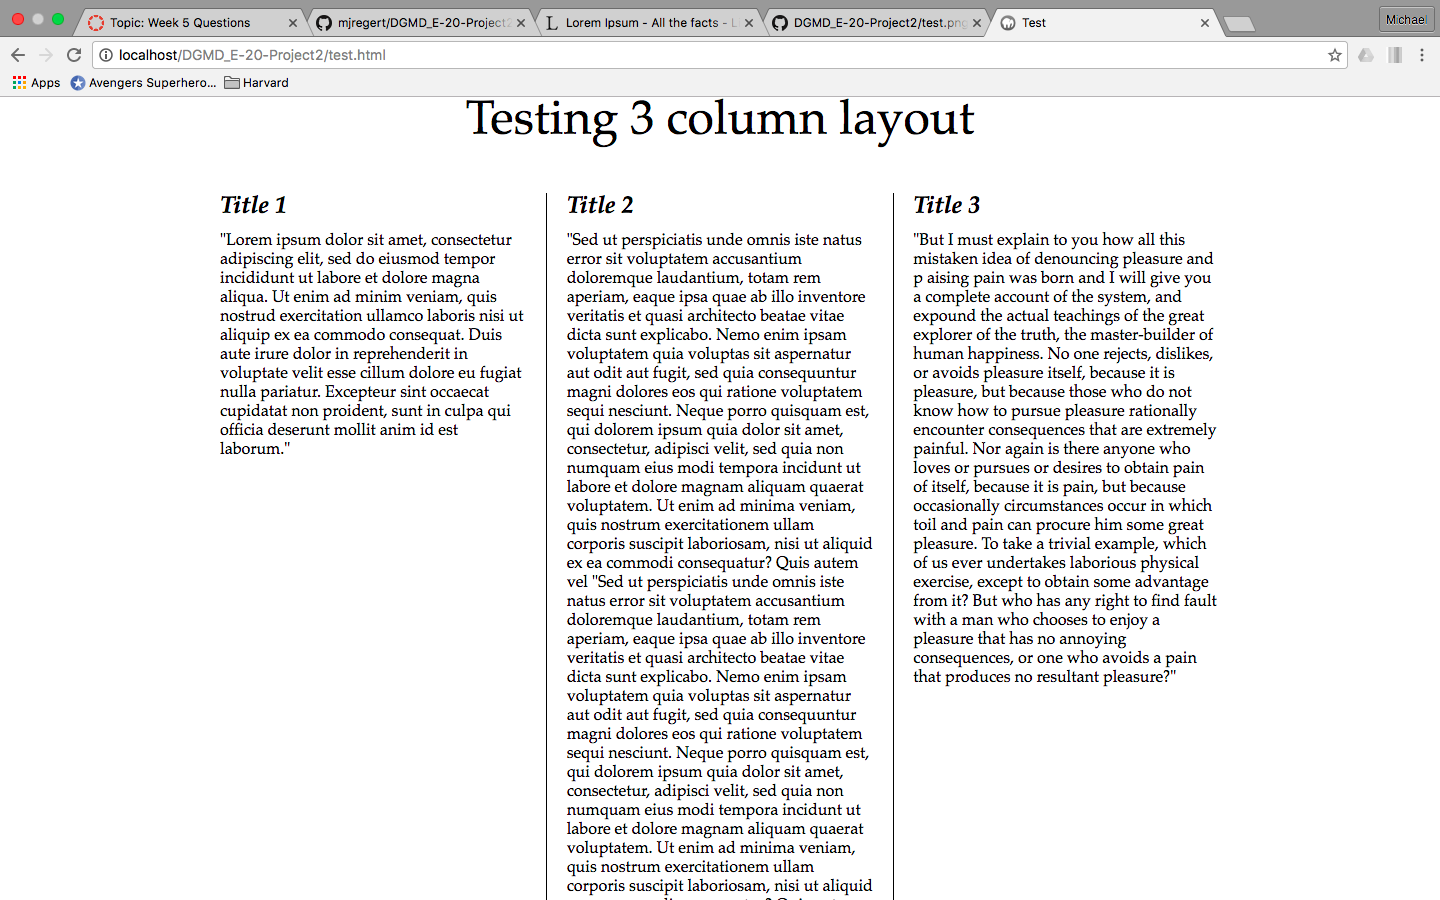 Topic: Week 5 Questions
mjregert/DGMD_E-20-Project2
Lorem Ipsum - All the facts - L
DGMD_E-20-Project2/test.png
Test
Michael
localhost/DGMD_E-20-Project2/test.html
Apps
Avengers Superhero...
Harvard
Testing 3 column layout
Title 1
"Lorem ipsum dolor sit amet, consectetur
adipiscing elit, sed do eiusmod tempor
incididunt ut labore et dolore magna
aliqua. Ut enim ad minim veniam, quis
nostrud exercitation ullamco laboris nisi ut
aliquip ex ea commodo consequat. Duis
aute irure dolor in reprehenderit in
voluptate velit esse cillum dolore eu fugiat
nulla pariatur. Excepteur sint occaecat
cupidatat non proident, sunt in culpa qui
officia deserunt mollit anim id est
laborum."
Title 2
"Sed ut perspiciatis unde omnis iste natus
error sit voluptatem accusantium
doloremque laudantium, totam rem
aperiam, eaque ipsa quae ab illo inventore
veritatis et quasi architecto beatae vitae
dicta sunt explicabo. Nemo enim ipsam
voluptatem quia voluptas sit aspernatur
aut odit aut fugit, sed quia consequuntur
magni dolores eos qui ratione voluptatem
sequi nesciunt. Neque porro quisquam est,
qui dolorem ipsum quia dolor sit amet,
consectetur, adipisci velit, sed quia non
numquam eius modi tempora incidunt ut
labore et dolore magnam aliquam quaerat
voluptatem. Ut enim ad minima veniam,
quis nostrum exercitationem ullam
corporis suscipit laboriosam, nisi ut aliquid
ex ea commodi consequatur? Quis autem
vel "Sed ut perspiciatis unde omnis iste
natus error sit voluptatem accusantium
doloremque laudantium, totam rem
aperiam, eaque ipsa quae ab illo inventore
veritatis et quasi architecto beatae vitae
dicta sunt explicabo. Nemo enim ipsam
voluptatem quia voluptas sit aspernatur
aut odit aut fugit, sed quia consequuntur
magni dolores eos qui ratione voluptatem
sequi nesciunt. Neque porro quisquam est,
qui dolorem ipsum quia dolor sit amet,
consectetur, adipisci velit, sed quia non
numquam eius modi tempora incidunt ut
labore et dolore magnam aliquam quaerat
voluptatem. Ut enim ad minima veniam,
quis nostrum exercitationem ullam
corporis suscipit laboriosam, nisi ut aliquid
Title 3
"But I must explain to you how all this
mistaken idea of denouncing pleasure and
p aising pain was born and I will give you
a complete account of the system, and
expound the actual teachings of the great
explorer of the truth, the master-builder of
human happiness. No one rejects, dislikes,
or avoids pleasure itself, because it is
pleasure, but because those who do not
know how to pursue pleasure rationally
encounter consequences that are extremely
painful. Nor again is there anyone who
loves or pursues or desires to obtain pain
of itself, because it is pain, but because
occasionally circumstances occur in which
toil and pain can procure him some great
pleasure. To take a trivial example, which
of us ever undertakes laborious physical
exercise, except to obtain some advantage
from it? But who has any right to find fault
with a man who chooses to enjoy a
pleasure that has no annoying
consequences, or one who avoids a pain
that produces no resultant pleasure?"